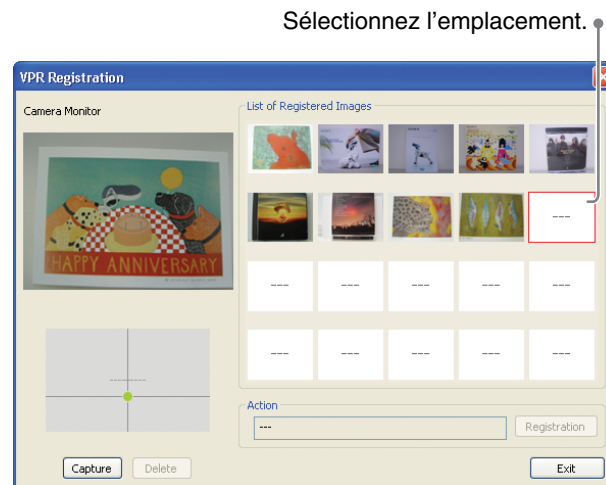 Sélectionnez l’emplacement.
VPR Registration
Camera Monitor
List of Registered Images
HAPPY ANNIVERSARY
---
--- --- --- --- ---
--- --- --- --- ---
----------
Action
---
Registration
Capture
Delete
Exit